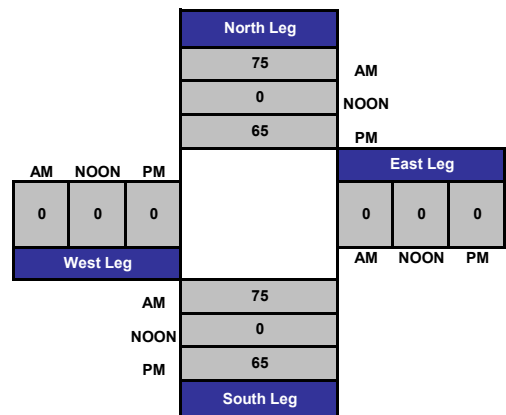 North Leg
75 AM
0 NOON
65 PM
AM NOON PM East Leg
0 0 0 0 0 0
West Leg AM NOON PM
AM 75
NOON 0
PM 65
South Leg